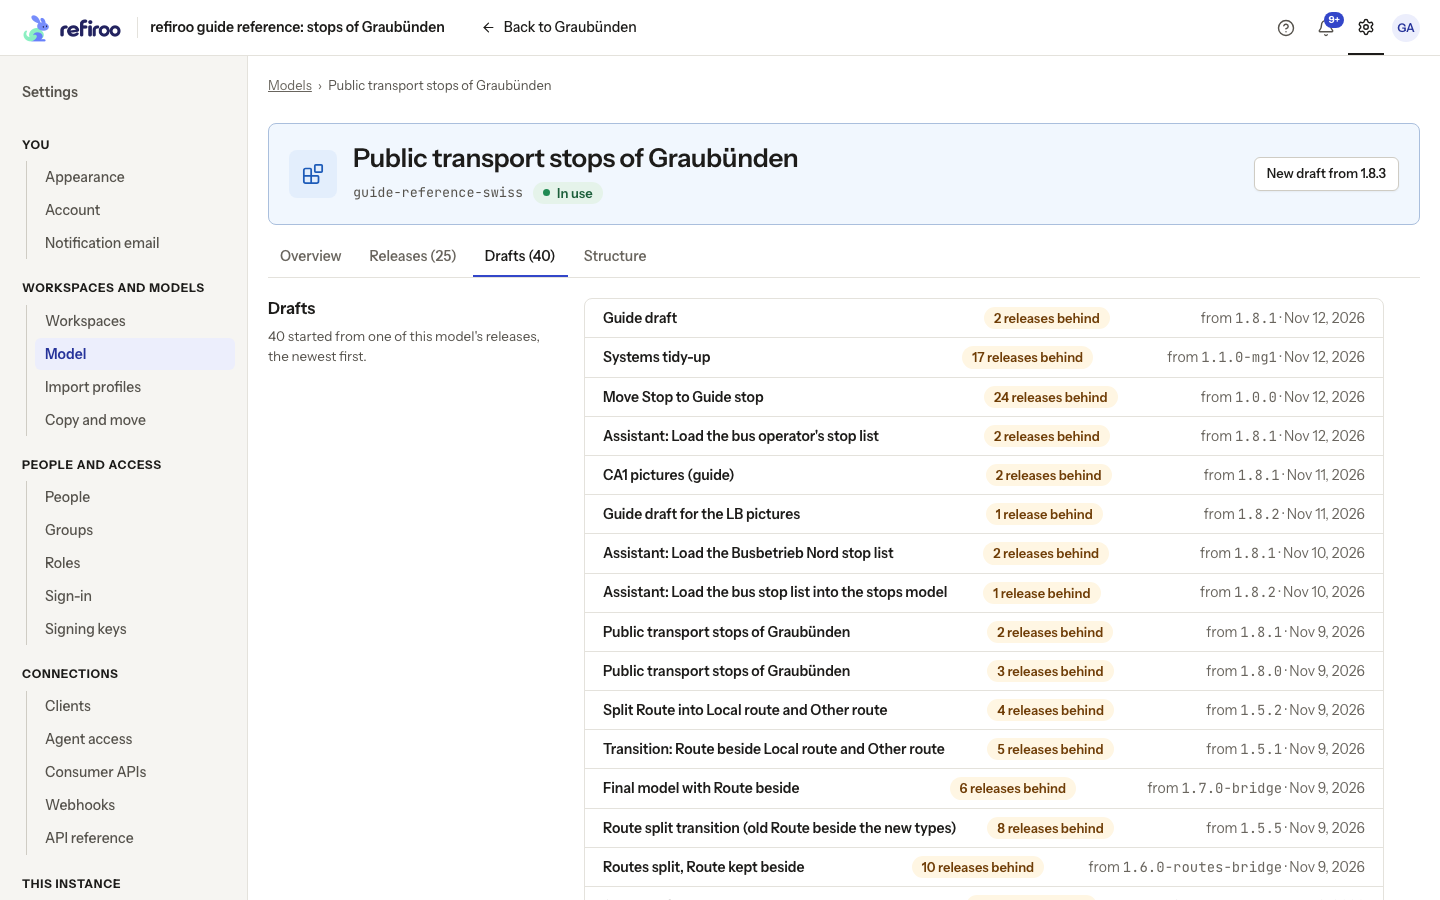 refiroo
refiroo guide reference: stops of Graubünden
← Back to Graubünden
9+
GA
Settings
YOU
Appearance
Account
Notification email
WORKSPACES AND MODELS
Workspaces
Model
Import profiles
Copy and move
PEOPLE AND ACCESS
People
Groups
Roles
Sign-in
Signing keys
CONNECTIONS
Clients
Agent access
Consumer APIs
Webhooks
API reference
THIS INSTANCE
Models › Public transport stops of Graubünden
Public transport stops of Graubünden
guide-reference-swiss In use
New draft from 1.8.3
Overview Releases (25) Drafts (40) Structure
Drafts
40 started from one of this model's releases,
the newest first.
Guide draft 2 releases behind from 1.8.1 · Nov 12, 2026
Systems tidy-up 17 releases behind from 1.1.0-mg1 · Nov 12, 2026
Move Stop to Guide stop 24 releases behind from 1.0.0 · Nov 12, 2026
Assistant: Load the bus operator's stop list 2 releases behind from 1.8.1 · Nov 12, 2026
CA1 pictures (guide) 2 releases behind from 1.8.1 · Nov 11, 2026
Guide draft for the LB pictures 1 release behind from 1.8.2 · Nov 11, 2026
Assistant: Load the Busbetrieb Nord stop list 2 releases behind from 1.8.1 · Nov 10, 2026
Assistant: Load the bus stop list into the stops model 1 release behind from 1.8.2 · Nov 10, 2026
Public transport stops of Graubünden 2 releases behind from 1.8.1 · Nov 9, 2026
Public transport stops of Graubünden 3 releases behind from 1.8.0 · Nov 9, 2026
Split Route into Local route and Other route 4 releases behind from 1.5.2 · Nov 9, 2026
Transition: Route beside Local route and Other route 5 releases behind from 1.5.1 · Nov 9, 2026
Final model with Route beside 6 releases behind from 1.7.0-bridge · Nov 9, 2026
Route split transition (old Route beside the new types) 8 releases behind from 1.5.5 · Nov 9, 2026
Routes split, Route kept beside 10 releases behind from 1.6.0-routes-bridge · Nov 9, 2026